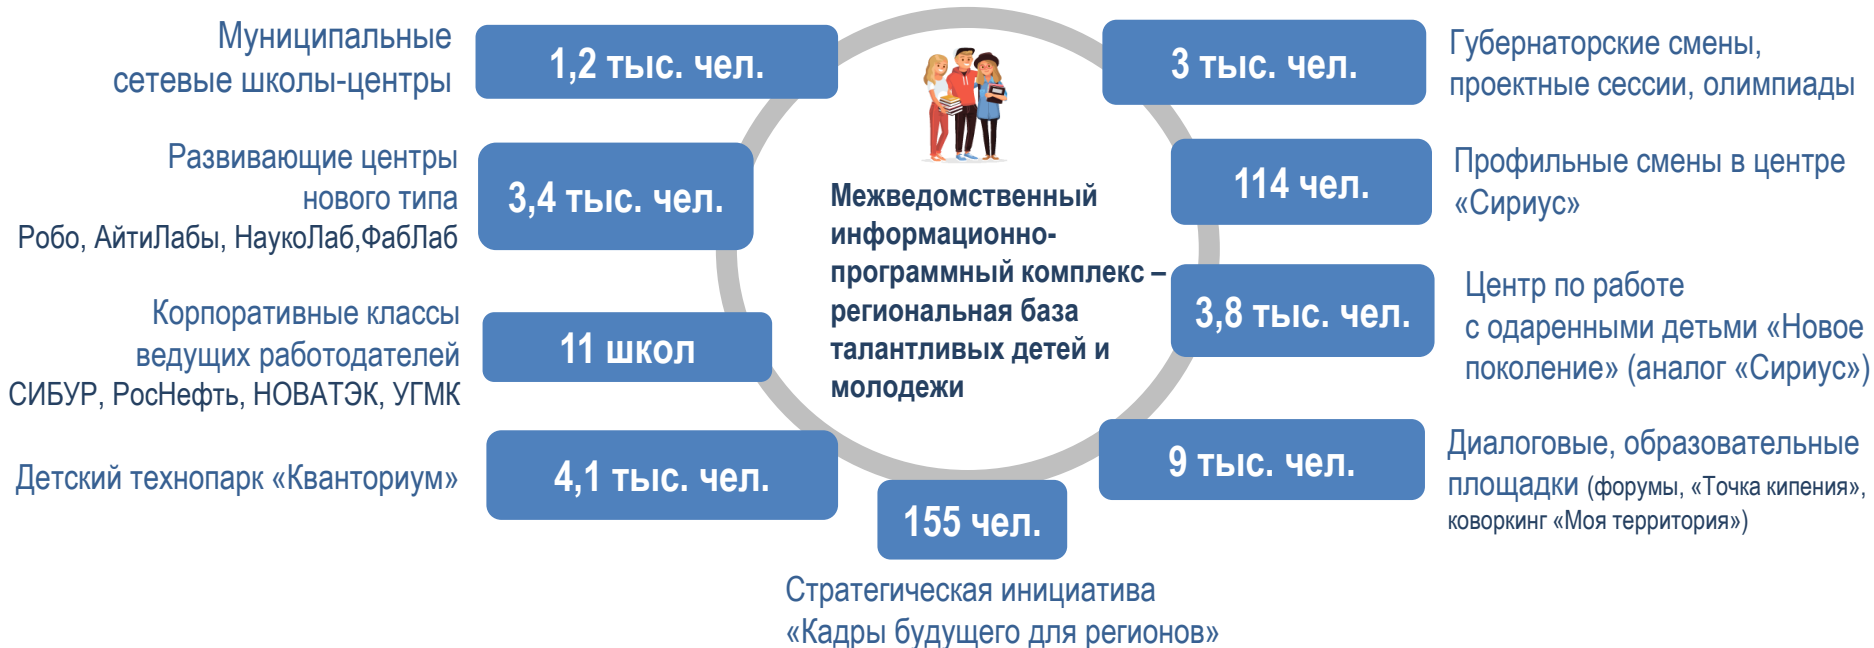 Муниципальные
сетевые школы-центры
1,2 тыс. чел.
Развивающие центры
нового типа
Робо, АйтиЛабы, НаукоЛаб,ФабЛаб
3,4 тыс. чел.
Корпоративные классы
ведущих работодателей
СИБУР, РосНефть, НОВАТЭК, УГМК
11 школ
Детский технопарк «Кванториум»
4,1 тыс. чел.
Межведомственный
информационно-
программный комплекс –
региональная база
талантливых детей и
молодежи
155 чел.
Стратегическая инициатива
«Кадры будущего для регионов»
3 тыс. чел.
Губернаторские смены,
проектные сессии, олимпиады
114 чел.
Профильные смены в центре
«Сириус»
3,8 тыс. чел.
Центр по работе
с одаренными детьми «Новое
поколение» (аналог «Сириус»)
9 тыс. чел.
Диалоговые, образовательные
площадки (форумы, «Точка кипения»,
коворкинг «Моя территория»)